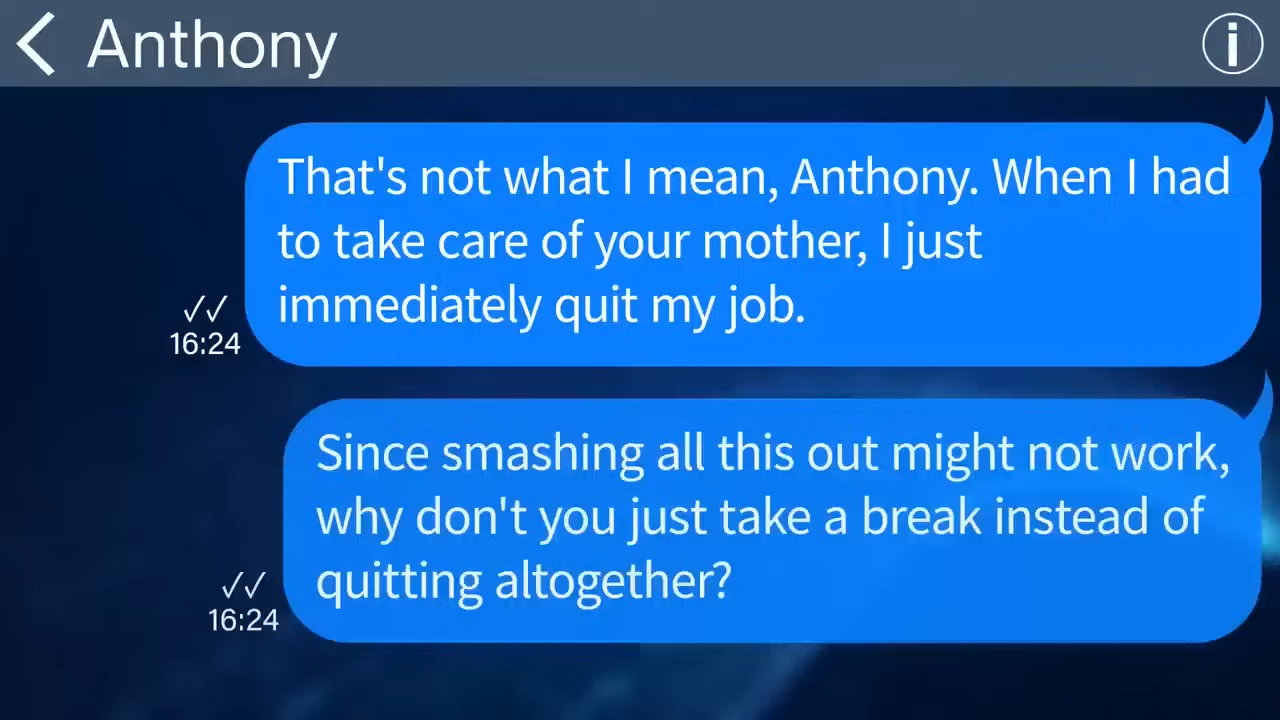 Anthony
That's not what I mean, Anthony. When I had
to take care of your mother, I just
immediately quit my job.
16:24
Since smashing all this out might not work,
why don't you just take a break instead of
quitting altogether?
16:24